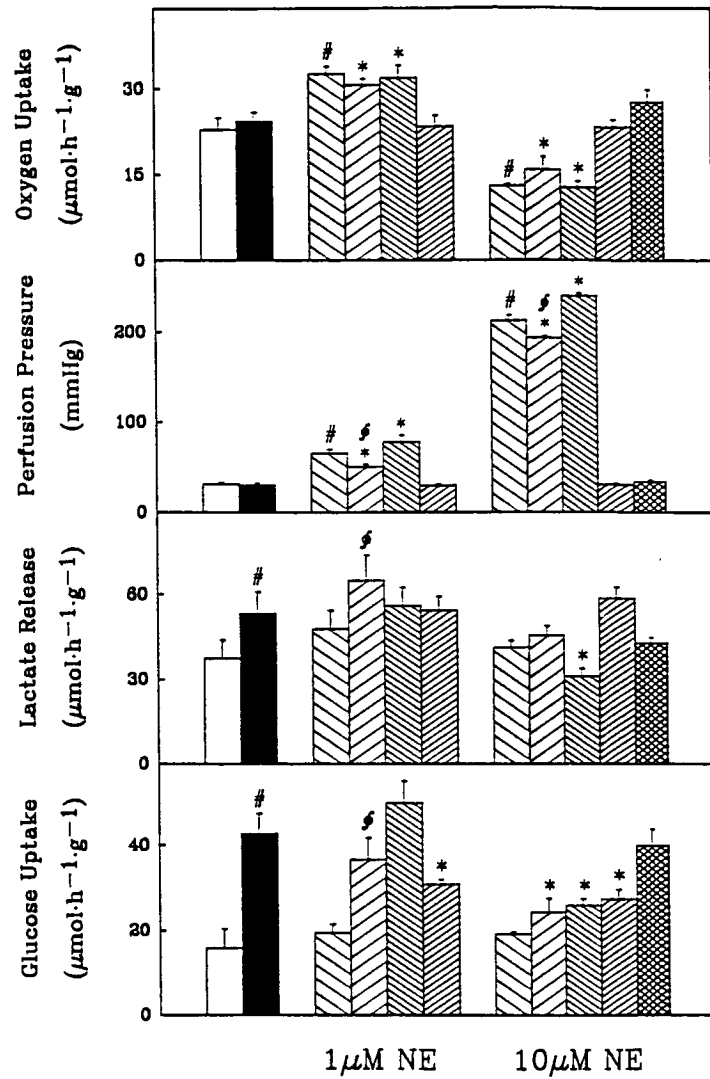 Oxygen Uptake
(μmol·h−1·g−1)
30
15
0
# * *
# * *
Perfusion Pressure
(mmHg)
200
100
0
# ∮ * *
# ∮ * *
Lactate Release
(μmol·h−1·g−1)
60
30
0
# ∮
*
Glucose Uptake
(μmol·h−1·g−1)
40
20
0
# ∮ *
* * *
1μM NE
10μM NE